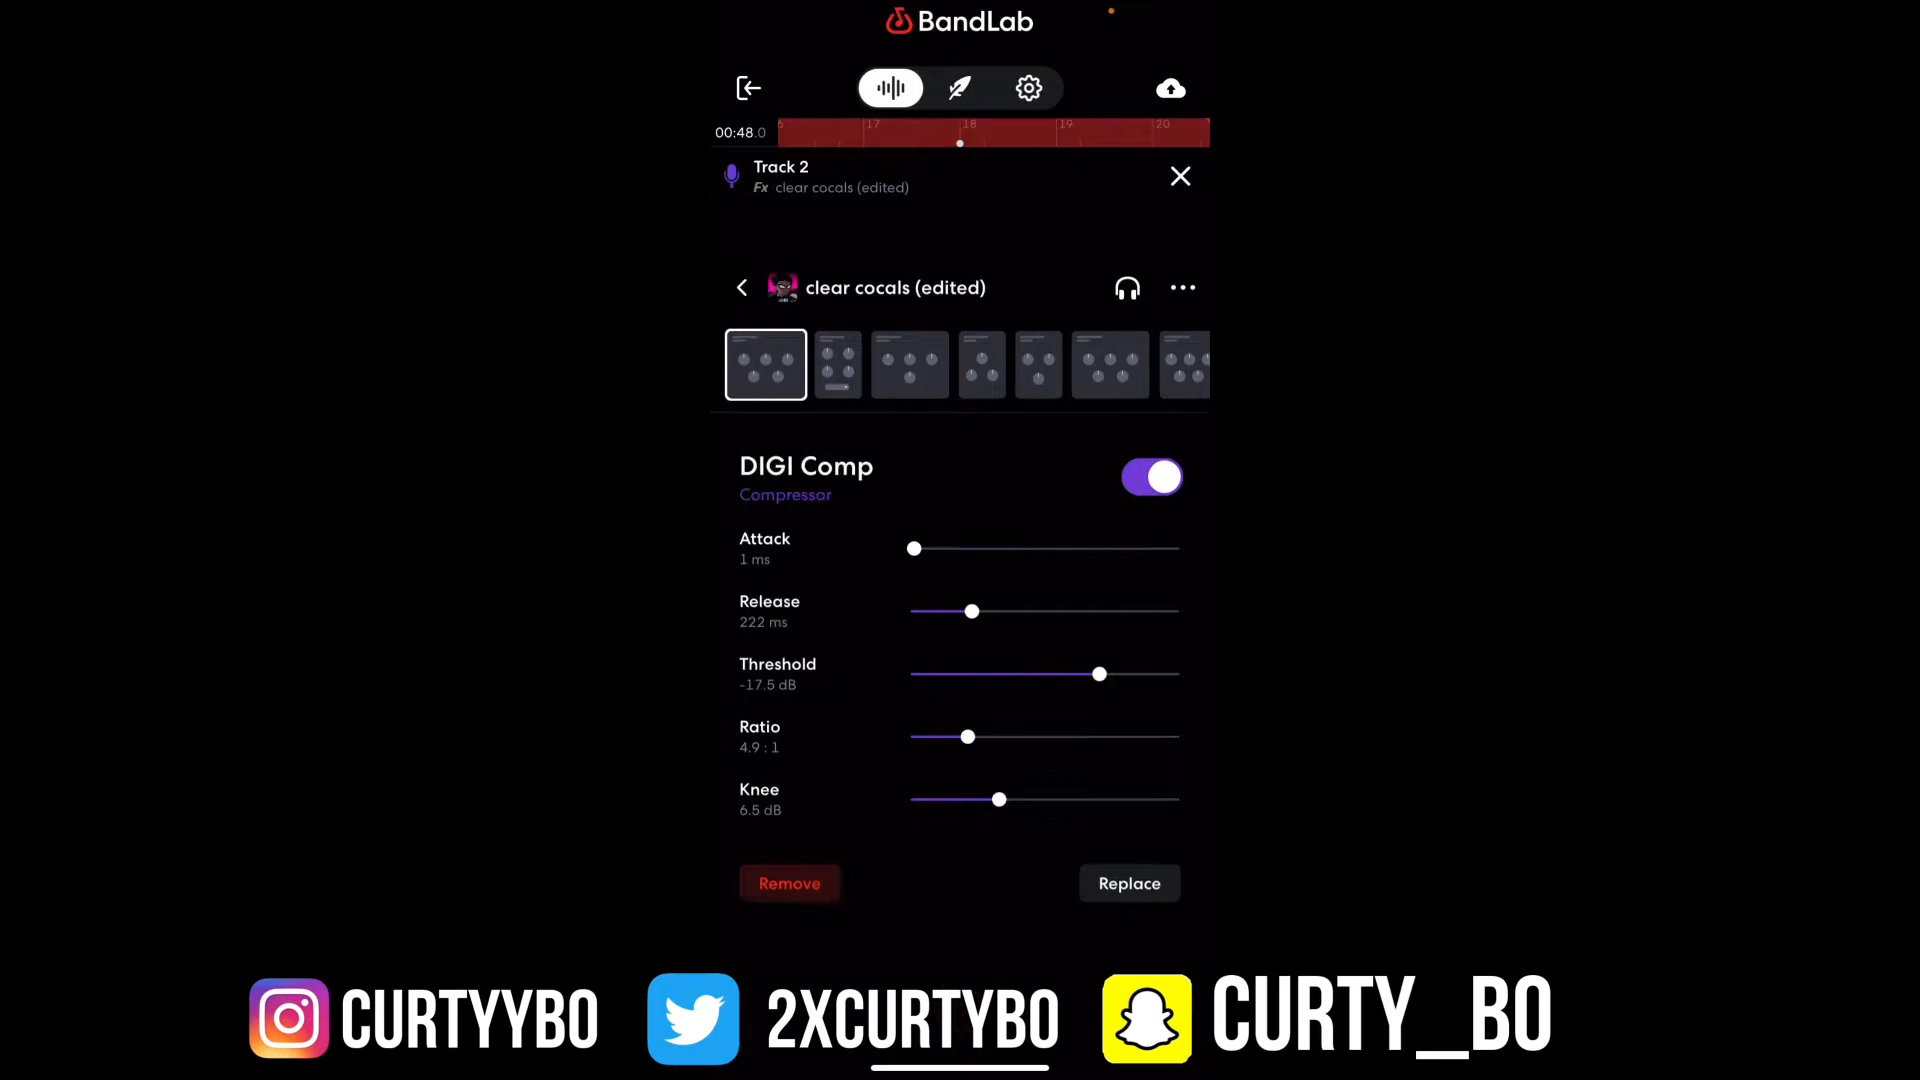 BandLab
00:48.0
6 17 18 19 20
Track 2
Fx clear cocals (edited)
clear cocals (edited)
DIGI Comp
Compressor
Attack
1 ms
Release
222 ms
Threshold
-17.5 dB
Ratio
4.9 : 1
Knee
6.5 dB
Remove
Replace
CURTYYBO
2XCURTYBO
CURTY__BO